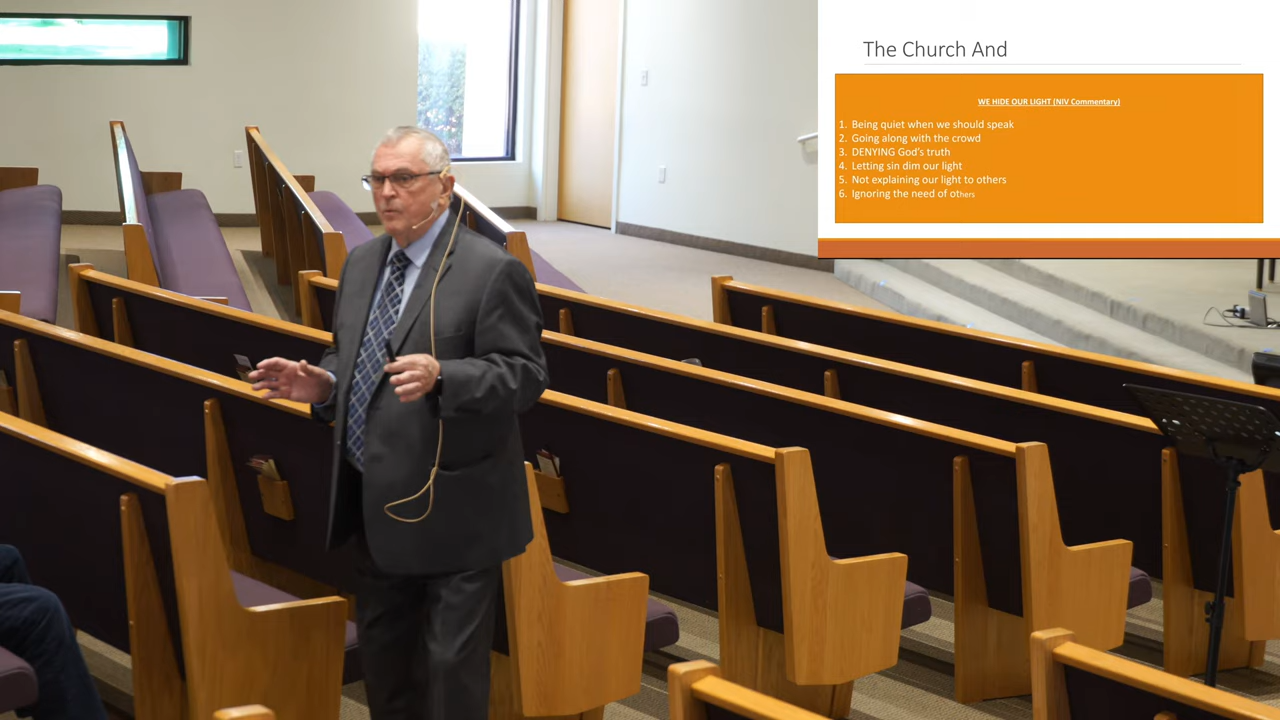 The Church And
WE HIDE OUR LIGHT (NIV Commentary)
1. Being quiet when we should speak
2. Going along with the crowd
3. DENYING God's truth
4. Letting sin dim our light
5. Not explaining our light to others
6. Ignoring the need of others